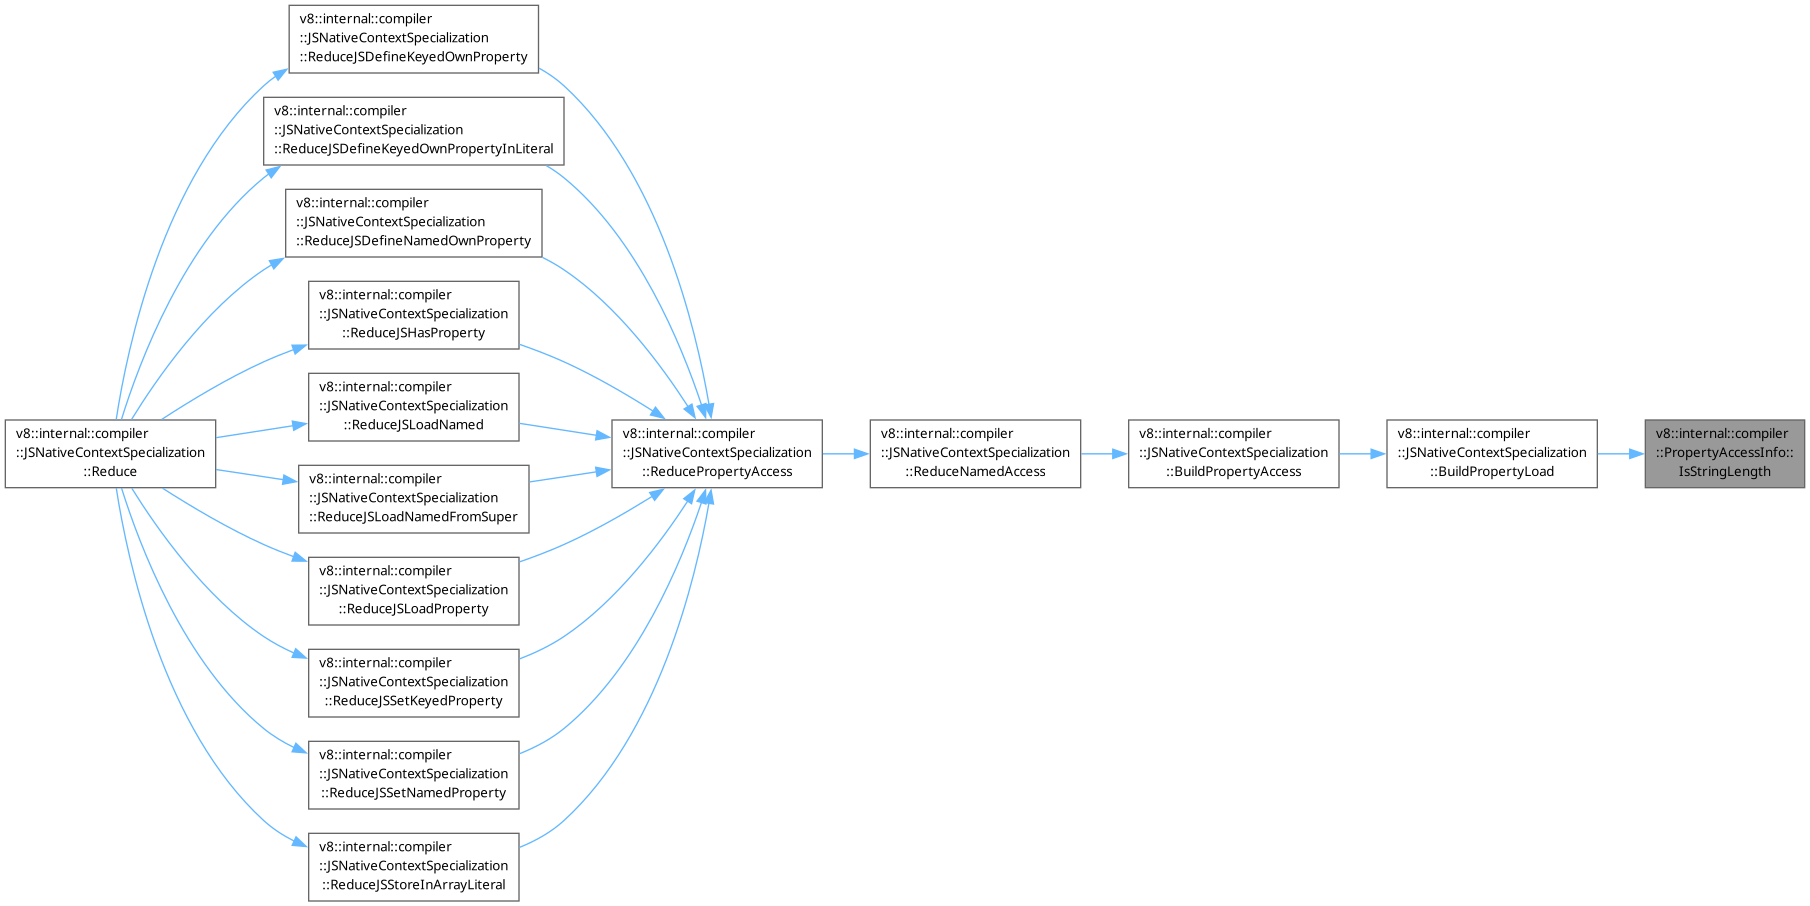 v8::internal::compiler
::JSNativeContextSpecialization
::ReduceJSDefineKeyedOwnProperty
v8::internal::compiler
::JSNativeContextSpecialization
::ReduceJSDefineKeyedOwnPropertyInLiteral
v8::internal::compiler
::JSNativeContextSpecialization
::ReduceJSDefineNamedOwnProperty
v8::internal::compiler
::JSNativeContextSpecialization
::ReduceJSHasProperty
v8::internal::compiler
::JSNativeContextSpecialization
::ReduceJSLoadNamed
v8::internal::compiler
::JSNativeContextSpecialization
::Reduce
v8::internal::compiler
::JSNativeContextSpecialization
::ReducePropertyAccess
v8::internal::compiler
::JSNativeContextSpecialization
::ReduceNamedAccess
v8::internal::compiler
::JSNativeContextSpecialization
::BuildPropertyAccess
v8::internal::compiler
::JSNativeContextSpecialization
::BuildPropertyLoad
v8::internal::compiler
::PropertyAccessInfo::
IsStringLength
v8::internal::compiler
::JSNativeContextSpecialization
::ReduceJSLoadNamedFromSuper
v8::internal::compiler
::JSNativeContextSpecialization
::ReduceJSLoadProperty
v8::internal::compiler
::JSNativeContextSpecialization
::ReduceJSSetKeyedProperty
v8::internal::compiler
::JSNativeContextSpecialization
::ReduceJSSetNamedProperty
v8::internal::compiler
::JSNativeContextSpecialization
::ReduceJSStoreInArrayLiteral